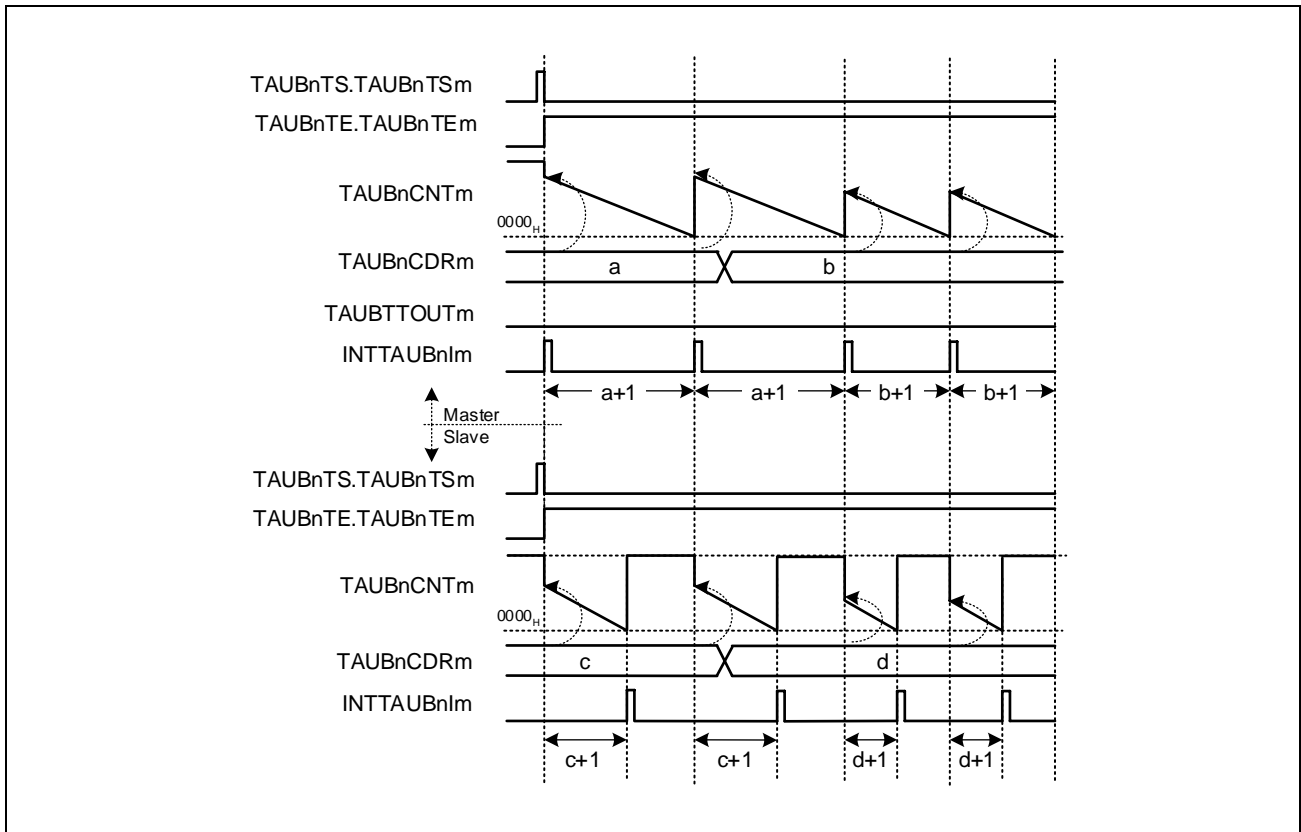 TAUBnTS.TAUBnTSm
TAUBnTE.TAUBnTEm
TAUBnCNTm
0000H
TAUBnCDRm
a
b
TAUBTTOUTm
INTTAUBnIm
a+1
a+1
b+1
b+1
Master
Slave
TAUBnTS.TAUBnTSm
TAUBnTE.TAUBnTEm
TAUBnCNTm
0000H
TAUBnCDRm
c
d
INTTAUBnIm
c+1
c+1
d+1
d+1